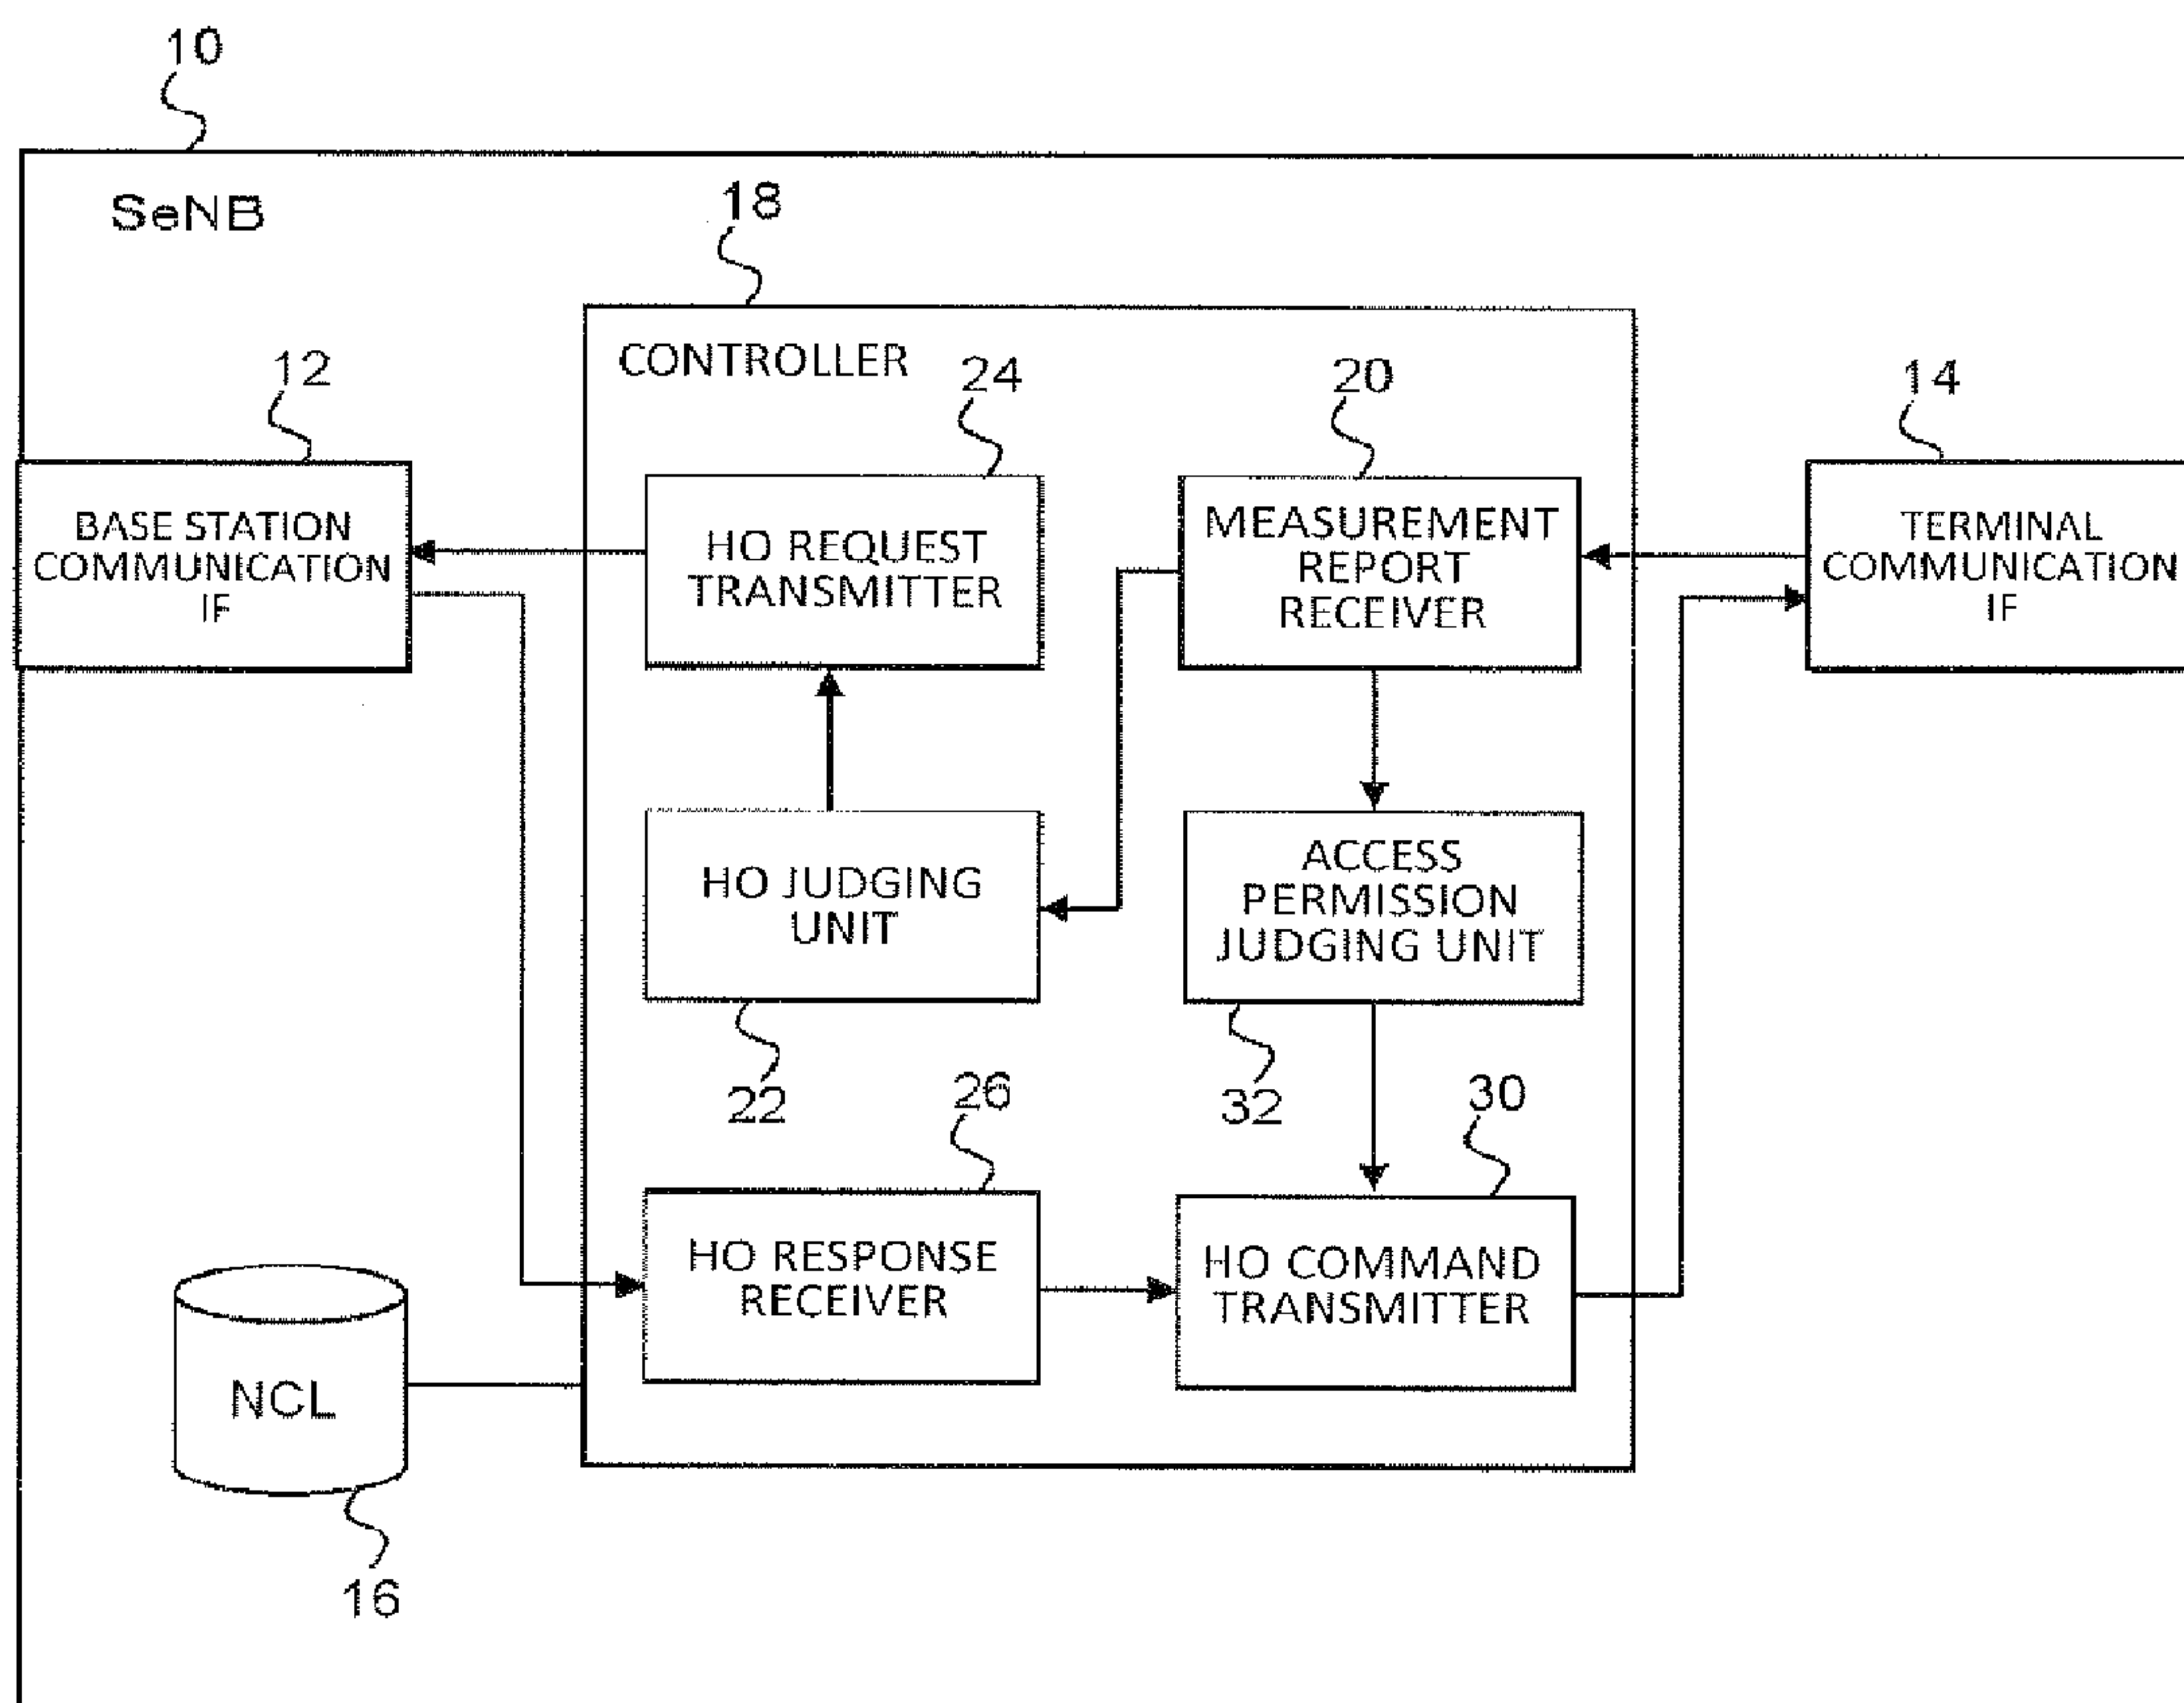 10
SeNB
18
CONTROLLER
12
24
20
14
BASE STATION
COMMUNICATION
IF
HO REQUEST
TRANSMITTER
MEASUREMENT
REPORT
RECEIVER
TERMINAL
COMMUNICATION
IF
HO JUDGING
UNIT
ACCESS
PERMISSION
JUDGING UNIT
22
32
26
30
HO RESPONSE
RECEIVER
HO COMMAND
TRANSMITTER
NCL
16